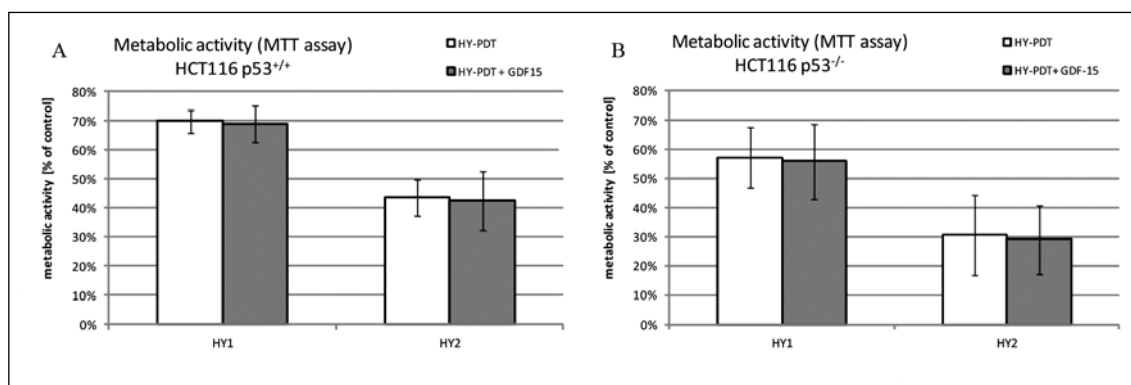 A
Metabolic activity (MTT assay)
HCT116 p53+/+
HY-PDT
HY-PDT + GDF15
metabolic activity [% of control]
80%
70%
60%
50%
40%
30%
20%
10%
0%
HY1
HY2
B
Metabolic activity (MTT assay)
HCT116 p53-/-
HY-PDT
HY-PDT+ GDF-15
metabolic activity [% of control]
80%
70%
60%
50%
40%
30%
20%
10%
0%
HY1
HY2